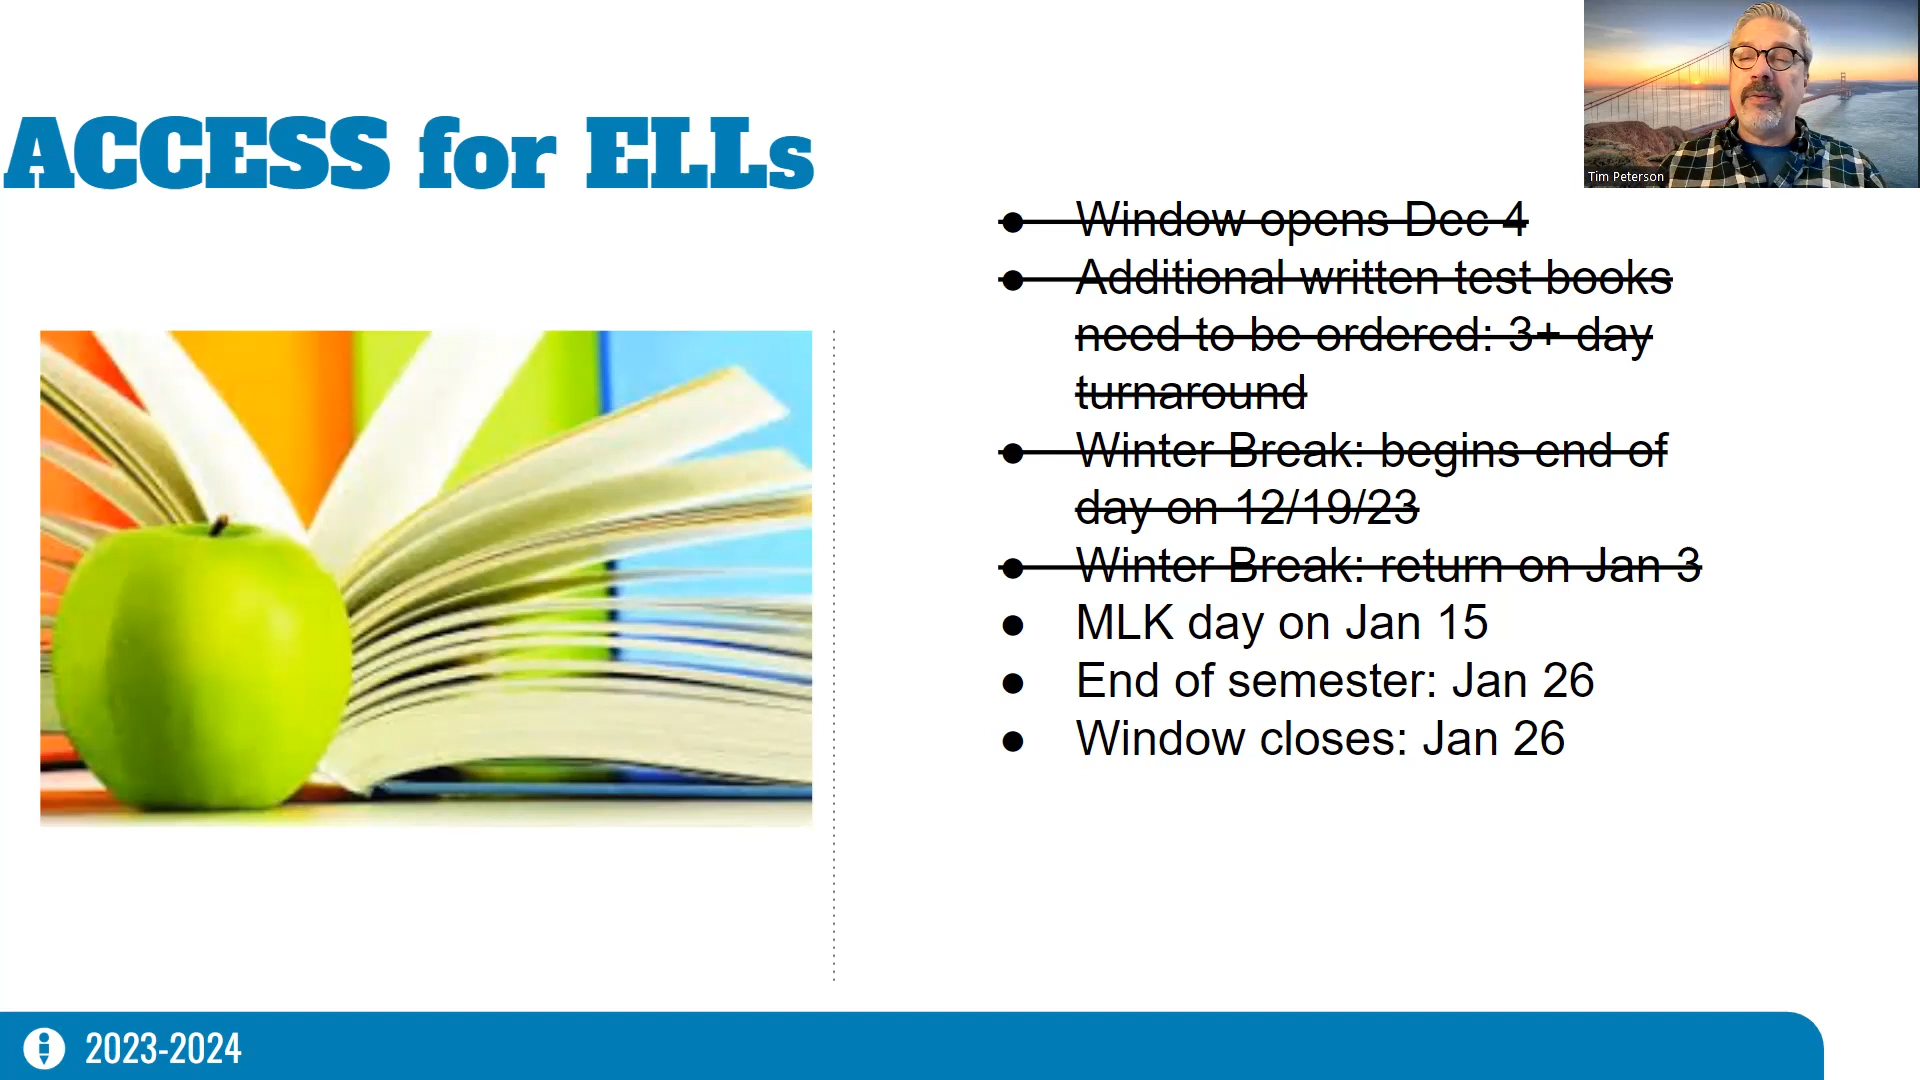 ACCESS for ELLs
Tim Peterson
● Window opens Dec 4
● Additional written test books
need to be ordered: 3+ day
turnaround
● Winter Break: begins end of
day on 12/19/23
● Winter Break: return on Jan 3
● MLK day on Jan 15
● End of semester: Jan 26
● Window closes: Jan 26
2023-2024